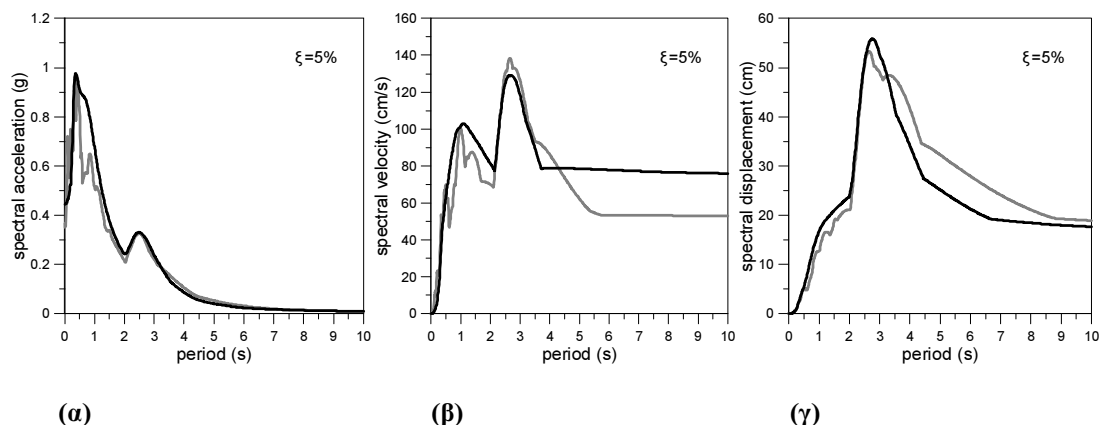 spectral acceleration (g)
1.2
1
0.8
0.6
0.4
0.2
0
ξ=5%
0 1 2 3 4 5 6 7 8 9 10
period (s)
(α)
spectral velocity (cm/s)
160
140
120
100
80
60
40
20
0
ξ=5%
0 1 2 3 4 5 6 7 8 9 10
period (s)
(β)
spectral displacement (cm)
60
50
40
30
20
10
0
ξ=5%
0 1 2 3 4 5 6 7 8 9 10
period (s)
(γ)